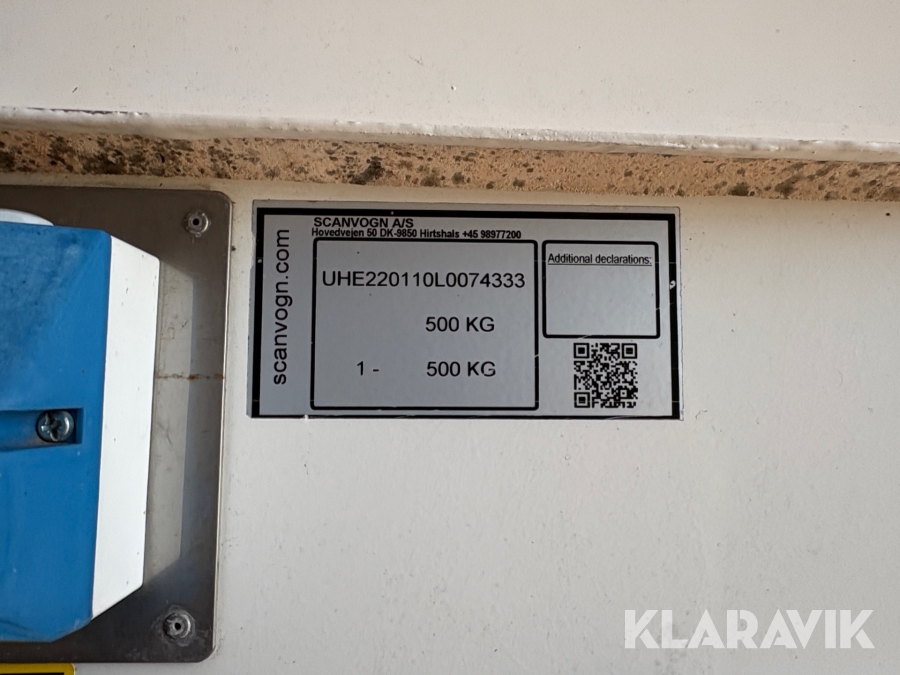 scanvogn.com
SCANVOGN A/S
Hovedvejen 50 DK-9850 Hirtshals +45 98977200
UHE220110L0074333
500 KG
1 - 500 KG
Additional declarations:
KLARAVIK